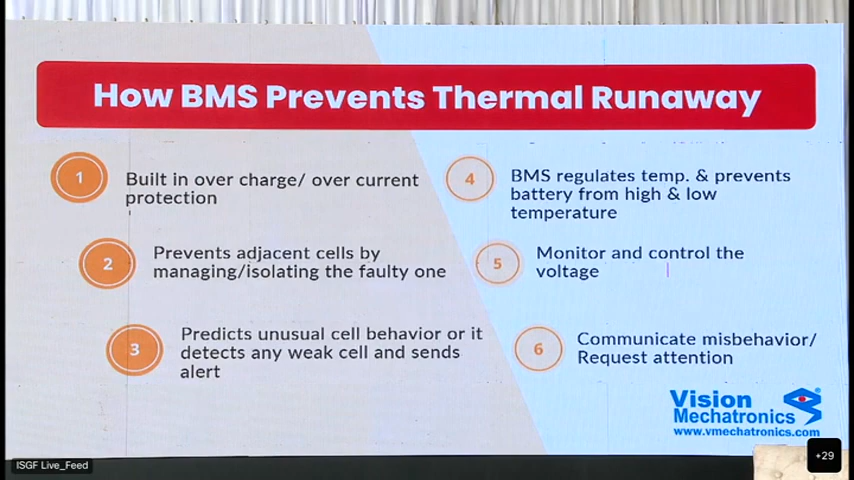 How BMS Prevents Thermal Runaway
1
Built in over charge/ over current
protection
2
Prevents adjacent cells by
managing/isolating the faulty one
3
Predicts unusual cell behavior or it
detects any weak cell and sends
alert
4
BMS regulates temp. & prevents
battery from high & low
temperature
5
Monitor and control the
voltage
6
Communicate misbehavior/
Request attention
Vision
Mechatronics
www.vmechatronics.com
ISGF Live_Feed
+29